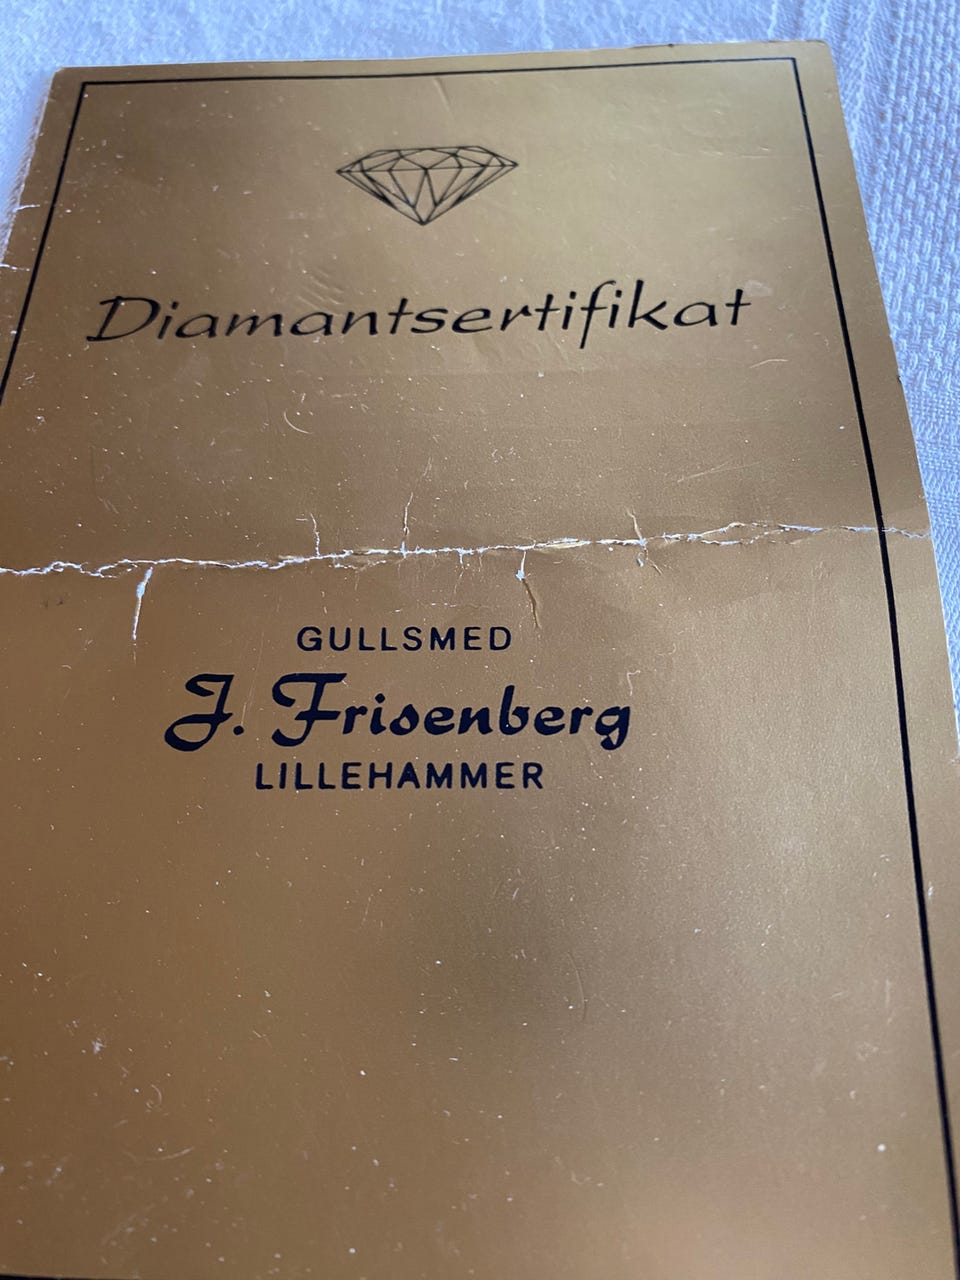 Diamantsertifikat
GULLSMED
J. Frisenberg
LILLEHAMMER